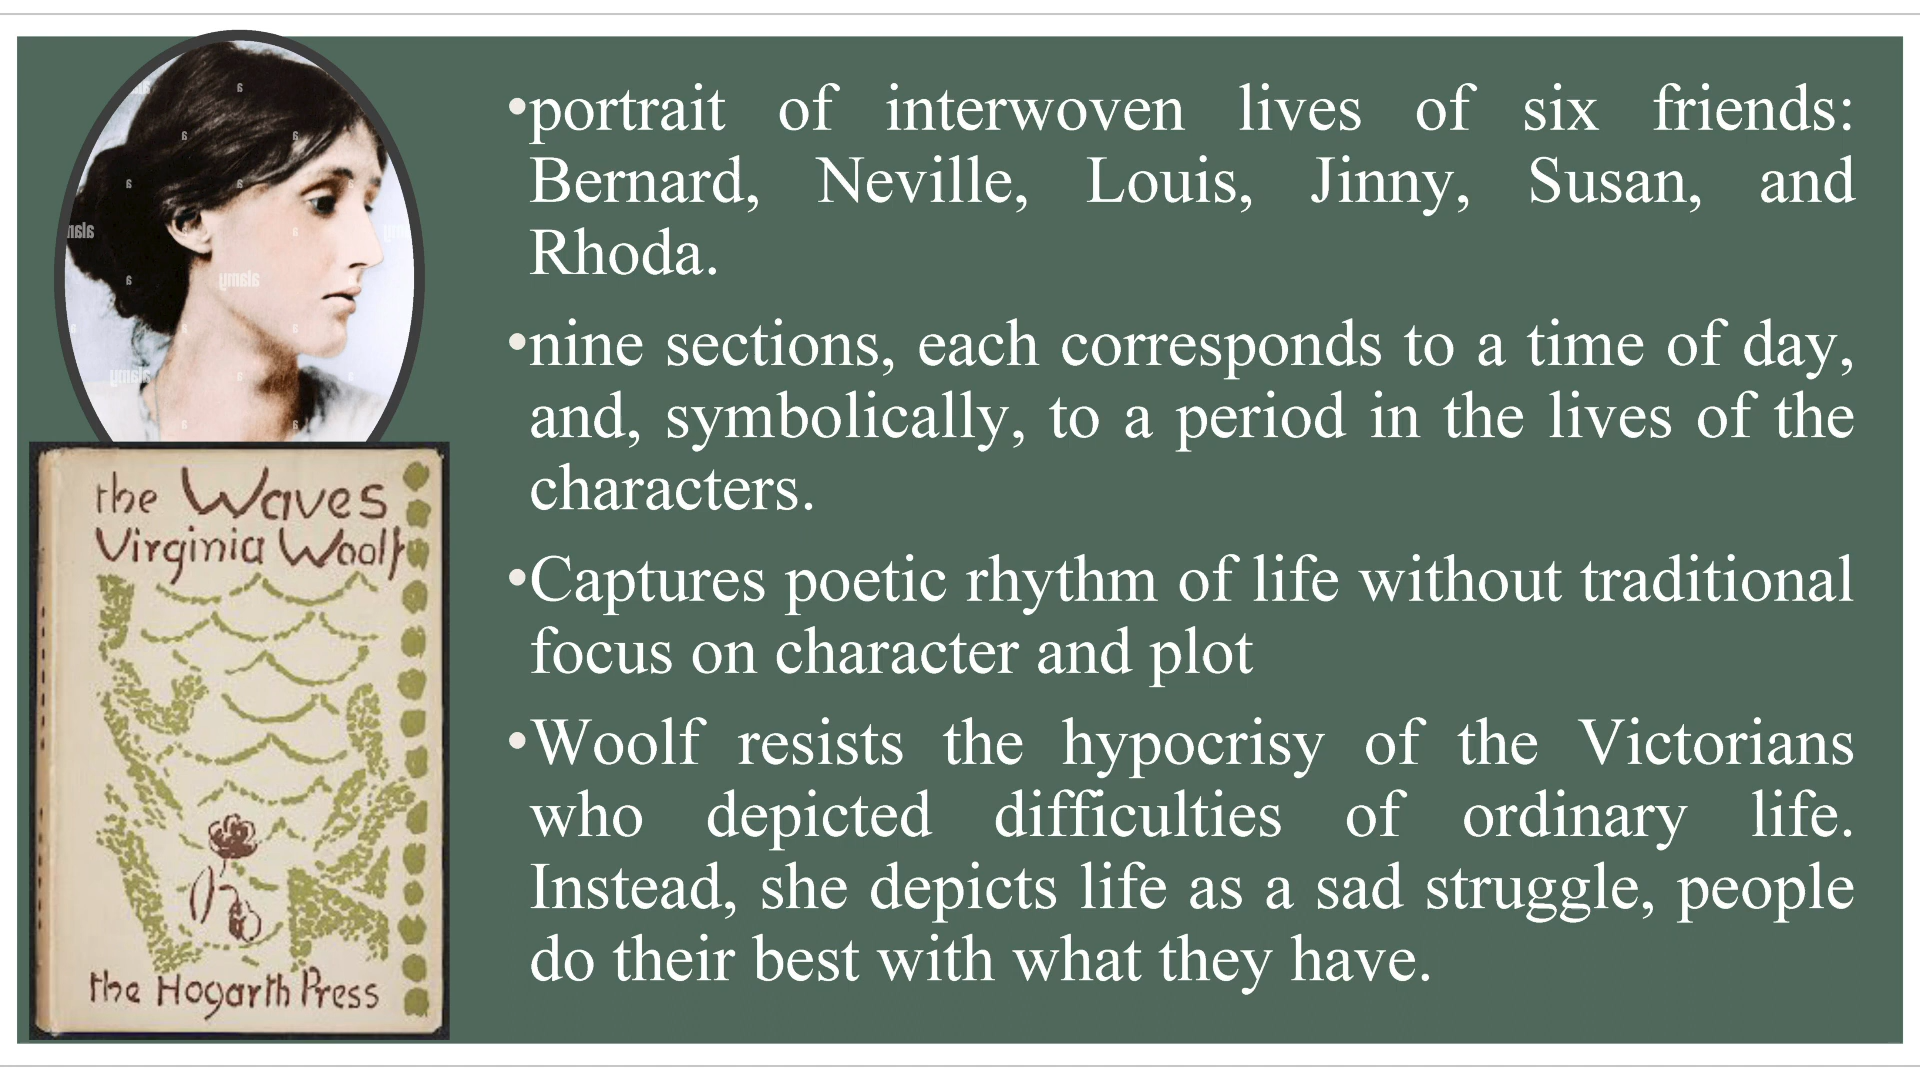 •portrait of interwoven lives of six friends:
Bernard, Neville, Louis, Jinny, Susan, and
Rhoda.
•nine sections, each corresponds to a time of day,
and, symbolically, to a period in the lives of the
characters.
•Captures poetic rhythm of life without traditional
focus on character and plot
•Woolf resists the hypocrisy of the Victorians
who depicted difficulties of ordinary life.
Instead, she depicts life as a sad struggle, people
do their best with what they have.
alamy
the Waves
Virginia Woolf
the Hogarth Press